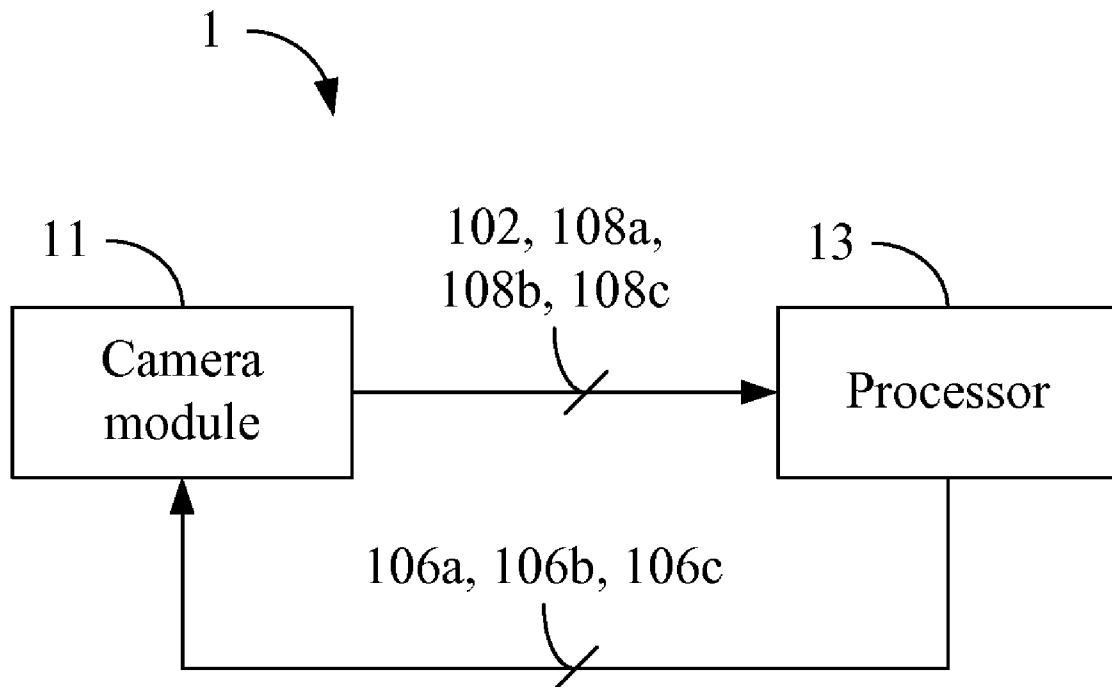 1
11
102, 108a,
108b, 108c
13
Camera
module
Processor
106a, 106b, 106c